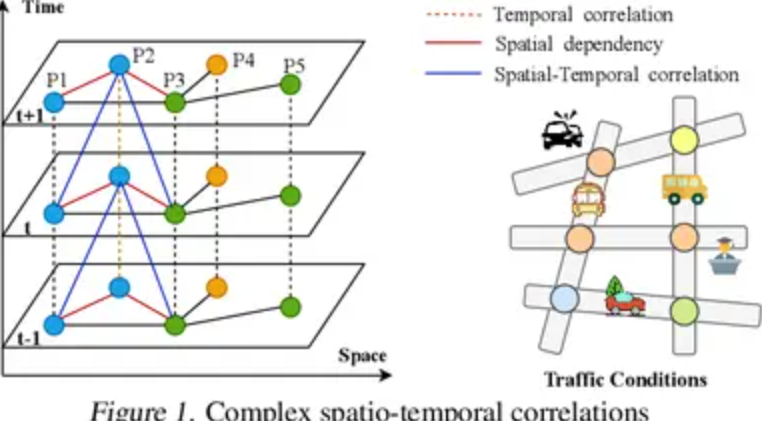 Time
Temporal correlation
Spatial dependency
Spatial-Temporal correlation
P1
P2
P3
P4
P5
t+1
t
t-1
Space
Traffic Conditions
Figure 1. Complex spatio-temporal correlations